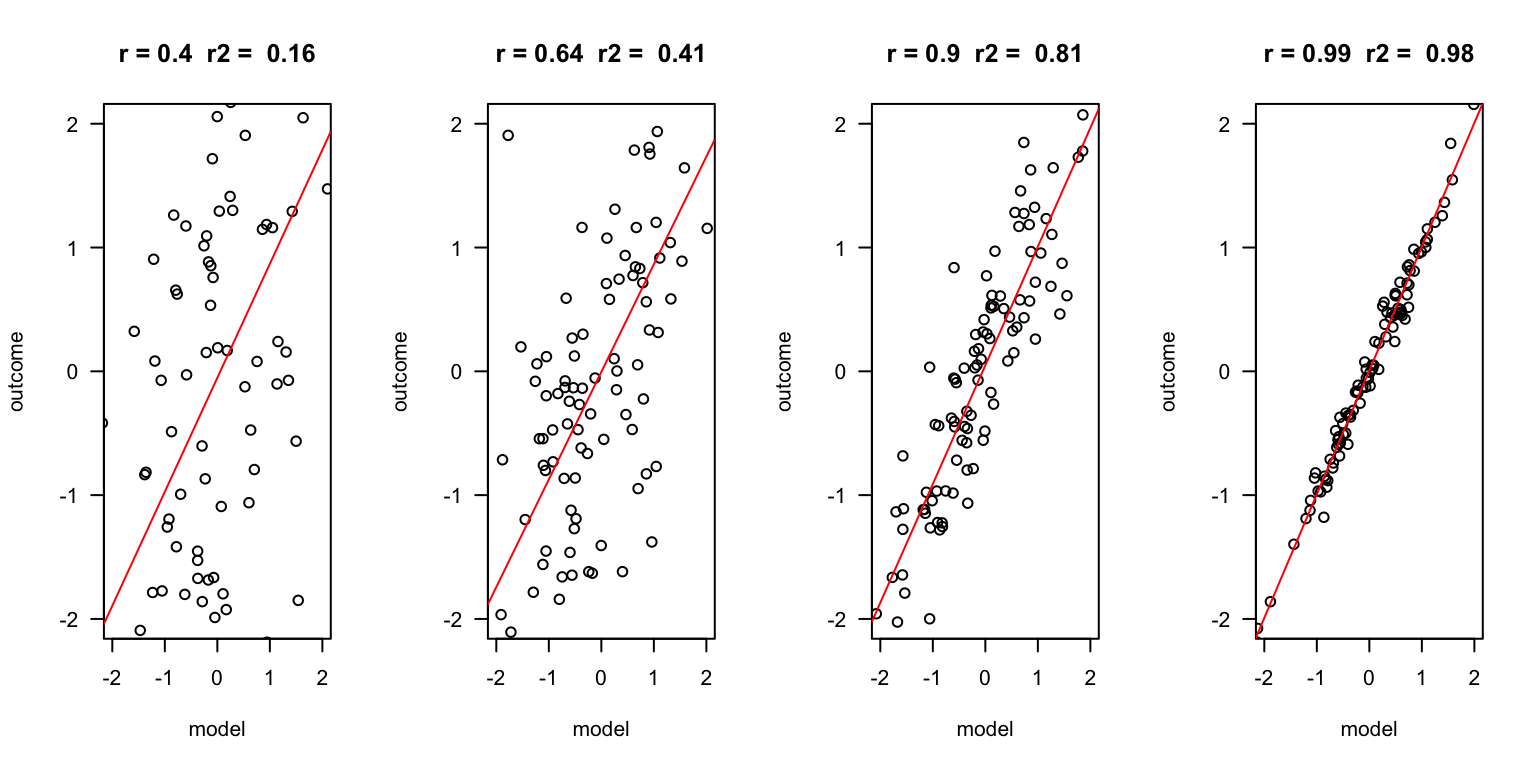 r = 0.4  r2 =  0.16
outcome
2
1
0
-1
-2
-2 -1 0 1 2
model
r = 0.64  r2 =  0.41
outcome
2
1
0
-1
-2
-2 -1 0 1 2
model
r = 0.9  r2 =  0.81
outcome
2
1
0
-1
-2
-2 -1 0 1 2
model
r = 0.99  r2 =  0.98
outcome
2
1
0
-1
-2
-2 -1 0 1 2
model